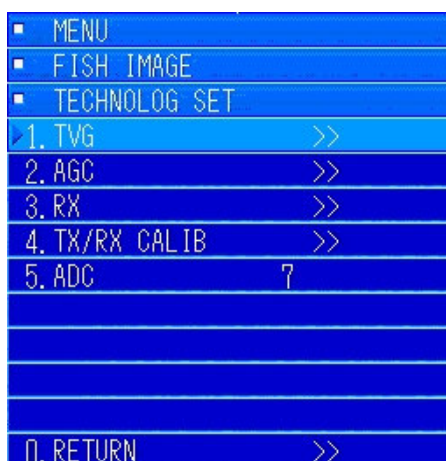 MENU
FISH IMAGE
TECHNOLOG SET
1. TVG >>
2. AGC >>
3. RX >>
4. TX/RX CALIB >>
5. ADC 7
0. RETURN >>